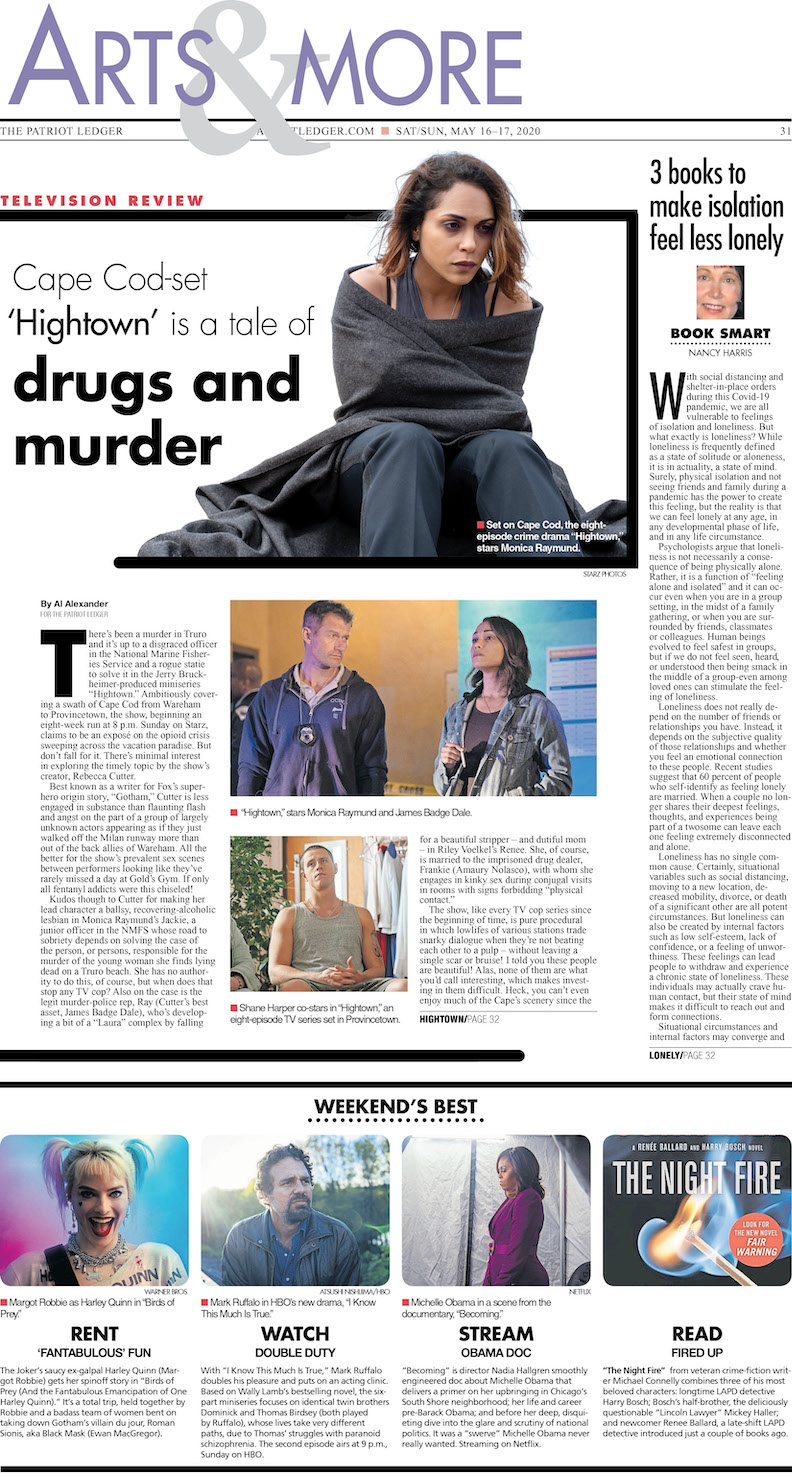 ARTS & MORE
THE PATRIOT LEDGER
TLEDGER.COM ■ SAT/SUN, MAY 16–17, 2020
31
TELEVISION REVIEW
Cape Cod-set
‘Hightown’ is a tale of
drugs and
murder
■ Set on Cape Cod, the eight-
episode crime drama “Hightown,”
stars Monica Raymund.
STARZ PHOTOS
By Al Alexander
FOR THE PATRIOT LEDGER
There’s been a murder in Truro
and it’s up to a disgraced officer
in the National Marine Fisher-
ies Service and a rogue statie
to solve it in the Jerry Bruck-
heimer-produced miniseries
“Hightown.” Ambitiously cover-
ing a swath of Cape Cod from Wareham
to Provincetown, the show, beginning an
eight-week run at 8 p.m. Sunday on Starz,
claims to be an exposé on the opioid crisis
sweeping across the vacation paradise. But
don’t fall for it. There’s minimal interest
in exploring the timely topic by the show’s
creator, Rebecca Cutter.
Best known as a writer for Fox’s super-
hero origin story, “Gotham,” Cutter is less
engaged in substance than flaunting flash
and angst on the part of a group of largely
unknown actors appearing as if they just
walked off the Milan runway more than
out of the back allies of Wareham. All the
better for the show’s prevalent sex scenes
between performers looking like they’ve
rarely missed a day at Gold’s Gym. If only
all fentanyl addicts were this chiseled!
Kudos though to Cutter for making her
lead character a ballsy, recovering-alcoholic
lesbian in Monica Raymund’s Jackie, a
junior officer in the NMFS whose road to
sobriety depends on solving the case of
the person, or persons, responsible for the
murder of the young woman she finds lying
dead on a Truro beach. She has no author-
ity to do this, of course, but when does that
stop any TV cop? Also on the case is the
legit murder-police rep, Ray (Cutter’s best
asset, James Badge Dale), who’s develop-
ing a bit of a “Laura” complex by falling
■ “Hightown,” stars Monica Raymund and James Badge Dale.
■ Shane Harper co-stars in “Hightown,” an
eight-episode TV series set in Provincetown.
for a beautiful stripper – and dutiful mom
– in Riley Voelkel’s Renee. She, of course,
is married to the imprisoned drug dealer,
Frankie (Amaury Nolasco), with whom she
engages in kinky sex during conjugal visits
in rooms with signs forbidding “physical
contact.”
The show, like every TV cop series since
the beginning of time, is pure procedural
in which lowlifes of various stations trade
snarky dialogue when they’re not beating
each other to a pulp – without leaving a
single scar or bruise! I told you these people
are beautiful! Alas, none of them are what
you’d call interesting, which makes invest-
ing in them difficult. Heck, you can’t even
enjoy much of the Cape’s scenery since the
HIGHTOWN/PAGE 32
3 books to
make isolation
feel less lonely
BOOK SMART
NANCY HARRIS
With social distancing and
shelter-in-place orders
during this Covid-19
pandemic, we are all
vulnerable to feelings
of isolation and loneliness. But
what exactly is loneliness? While
loneliness is frequently defined
as a state of solitude or aloneness,
it is in actuality, a state of mind.
Surely, physical isolation and not
seeing friends and family during a
pandemic has the power to create
this feeling, but the reality is that
we can feel lonely at any age, in
any developmental phase of life,
and in any life circumstance.
Psychologists argue that loneli-
ness is not necessarily a conse-
quence of being physically alone.
Rather, it is a function of “feeling
alone and isolated” and it can oc-
cur even when you are in a group
setting, in the midst of a family
gathering, or when you are sur-
rounded by friends, classmates
or colleagues. Human beings
evolved to feel safest in groups,
but if we do not feel seen, heard,
or understood then being smack in
the middle of a group-even among
loved ones can stimulate the feel-
ing of loneliness.
Loneliness does not really de-
pend on the number of friends or
relationships you have. Instead, it
depends on the subjective quality
of those relationships and whether
you feel an emotional connection
to these people. Recent studies
suggest that 60 percent of people
who self-identify as feeling lonely
are married. When a couple no lon-
ger shares their deepest feelings,
thoughts, and experiences being
part of a twosome can leave each
one feeling extremely disconnected
and alone.
Loneliness has no single com-
mon cause. Certainly, situational
variables such as social distancing,
moving to a new location, de-
creased mobility, divorce, or death
of a significant other are all potent
circumstances. But loneliness can
also be created by internal factors
such as low self-esteem, lack of
confidence, or a feeling of unwor-
thiness. These feelings can lead
people to withdraw and experience
a chronic state of loneliness. These
individuals may actually crave hu-
man contact, but their state of mind
makes it difficult to reach out and
form connections.
Situational circumstances and
internal factors may converge and
LONELY/PAGE 32
WEEKEND’S BEST
WARNER BROS.
■ Margot Robbie as Harley Quinn in “Birds of
Prey.”
RENT
‘FANTABULOUS’ FUN
The Joker’s saucy ex-galpal Harley Quinn (Mar-
got Robbie) gets her spinoff story in “Birds of
Prey (And the Fantabulous Emancipation of One
Harley Quinn).” It’s a total trip, held together by
Robbie and a badass team of women bent on
taking down Gotham’s villain du jour, Roman
Sionis, aka Black Mask (Ewan MacGregor).
ATSUSHI NISHIJIMA/HBO
■ Mark Ruffalo in HBO’s new drama, “I Know
This Much Is True.”
WATCH
DOUBLE DUTY
With “I Know This Much Is True,” Mark Ruffalo
doubles his pleasure and puts on an acting clinic.
Based on Wally Lamb’s bestselling novel, the six-
part miniseries focuses on identical twin brothers
Dominick and Thomas Birdsey (both played
by Ruffalo), whose lives take very different
paths, due to Thomas’ struggles with paranoid
schizophrenia. The second episode airs at 9 p.m.,
Sunday on HBO.
NETFLIX
■ Michelle Obama in a scene from the
documentary, “Becoming.”
STREAM
OBAMA DOC
“Becoming” is director Nadia Hallgren smoothly
engineered doc about Michelle Obama that
delivers a primer on her upbringing in Chicago’s
South Shore neighborhood; her life and career
pre-Barack Obama; and before her deep, disqui-
eting dive into the glare and scrutiny of national
politics. It was a “swerve” Michelle Obama never
really wanted. Streaming on Netflix.
A RENÉE BALLARD AND HARRY BOSCH NOVEL
THE NIGHT FIRE
LOOK FOR
THE NEW NOVEL
FAIR
WARNING
READ
FIRED UP
“The Night Fire” from veteran crime-fiction writ-
er Michael Connelly combines three of his most
beloved characters: longtime LAPD detective
Harry Bosch; Bosch’s half-brother, the deliciously
questionable “Lincoln Lawyer” Mickey Haller;
and newcomer Renee Ballard, a late-shift LAPD
detective introduced just a couple of books ago.